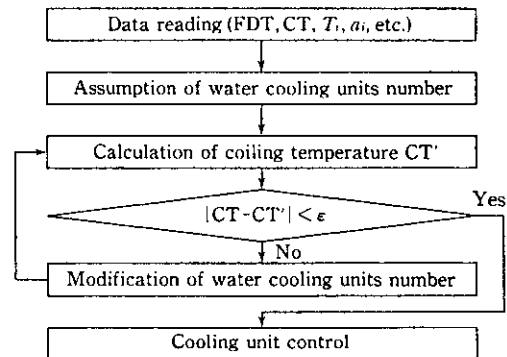 Data reading (FDT, CT, Tᵢ, aᵢ, etc.)
Assumption of water cooling units number
Calculation of coiling temperature CT'
Yes
|CT-CT'| < ε
No
Modification of water cooling units number
Cooling unit control